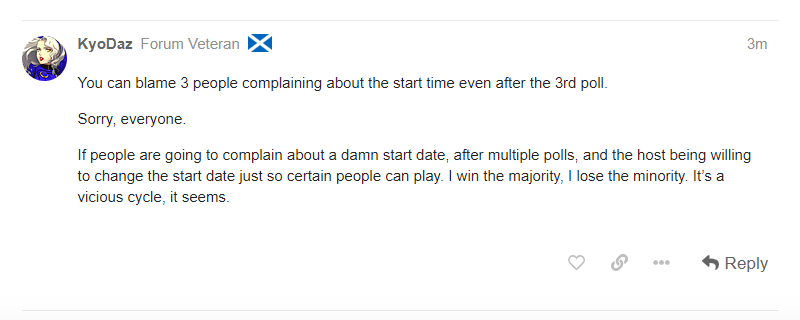 KyoDaz Forum Veteran 3m
You can blame 3 people complaining about the start time even after the 3rd poll.
Sorry, everyone.
If people are going to complain about a damn start date, after multiple polls, and the host being willing
to change the start date just so certain people can play. I win the majority, I lose the minority. It’s a
vicious cycle, it seems.
Reply